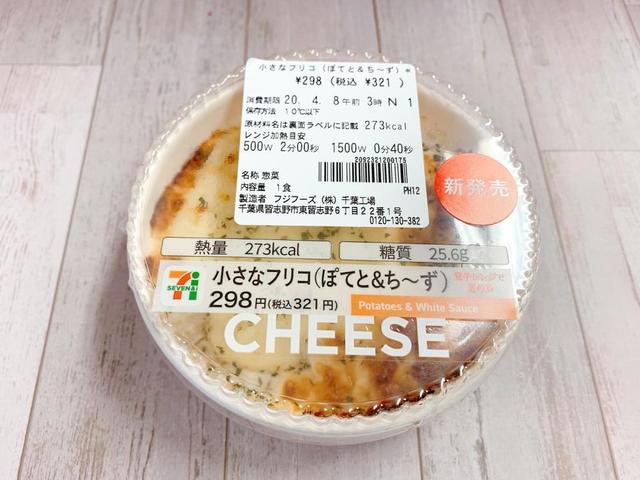 小さなフリコ(ぽてと&ち〜ず)*
¥298(税込 ¥321 )
消費期限 20. 4. 8午前 3時 N 1
保存方法 10℃以下
原材料名は裏面ラベルに記載 273kcal
レンジ加熱目安
500W 2分00秒 1500W 0分40秒
2092321200175
名称 惣菜
内容量 1食 PH12
製造者 フジフーズ(株)千葉工場
千葉県習志野市東習志野6丁目22番1号
0120-130-382
新発売
熱量 273kcal 糖質 25.6g
SEVEN&i
小さなフリコ(ぽてと&ち〜ず)
298円(税込321円)
Potatoes & White Sauce
CHEESE